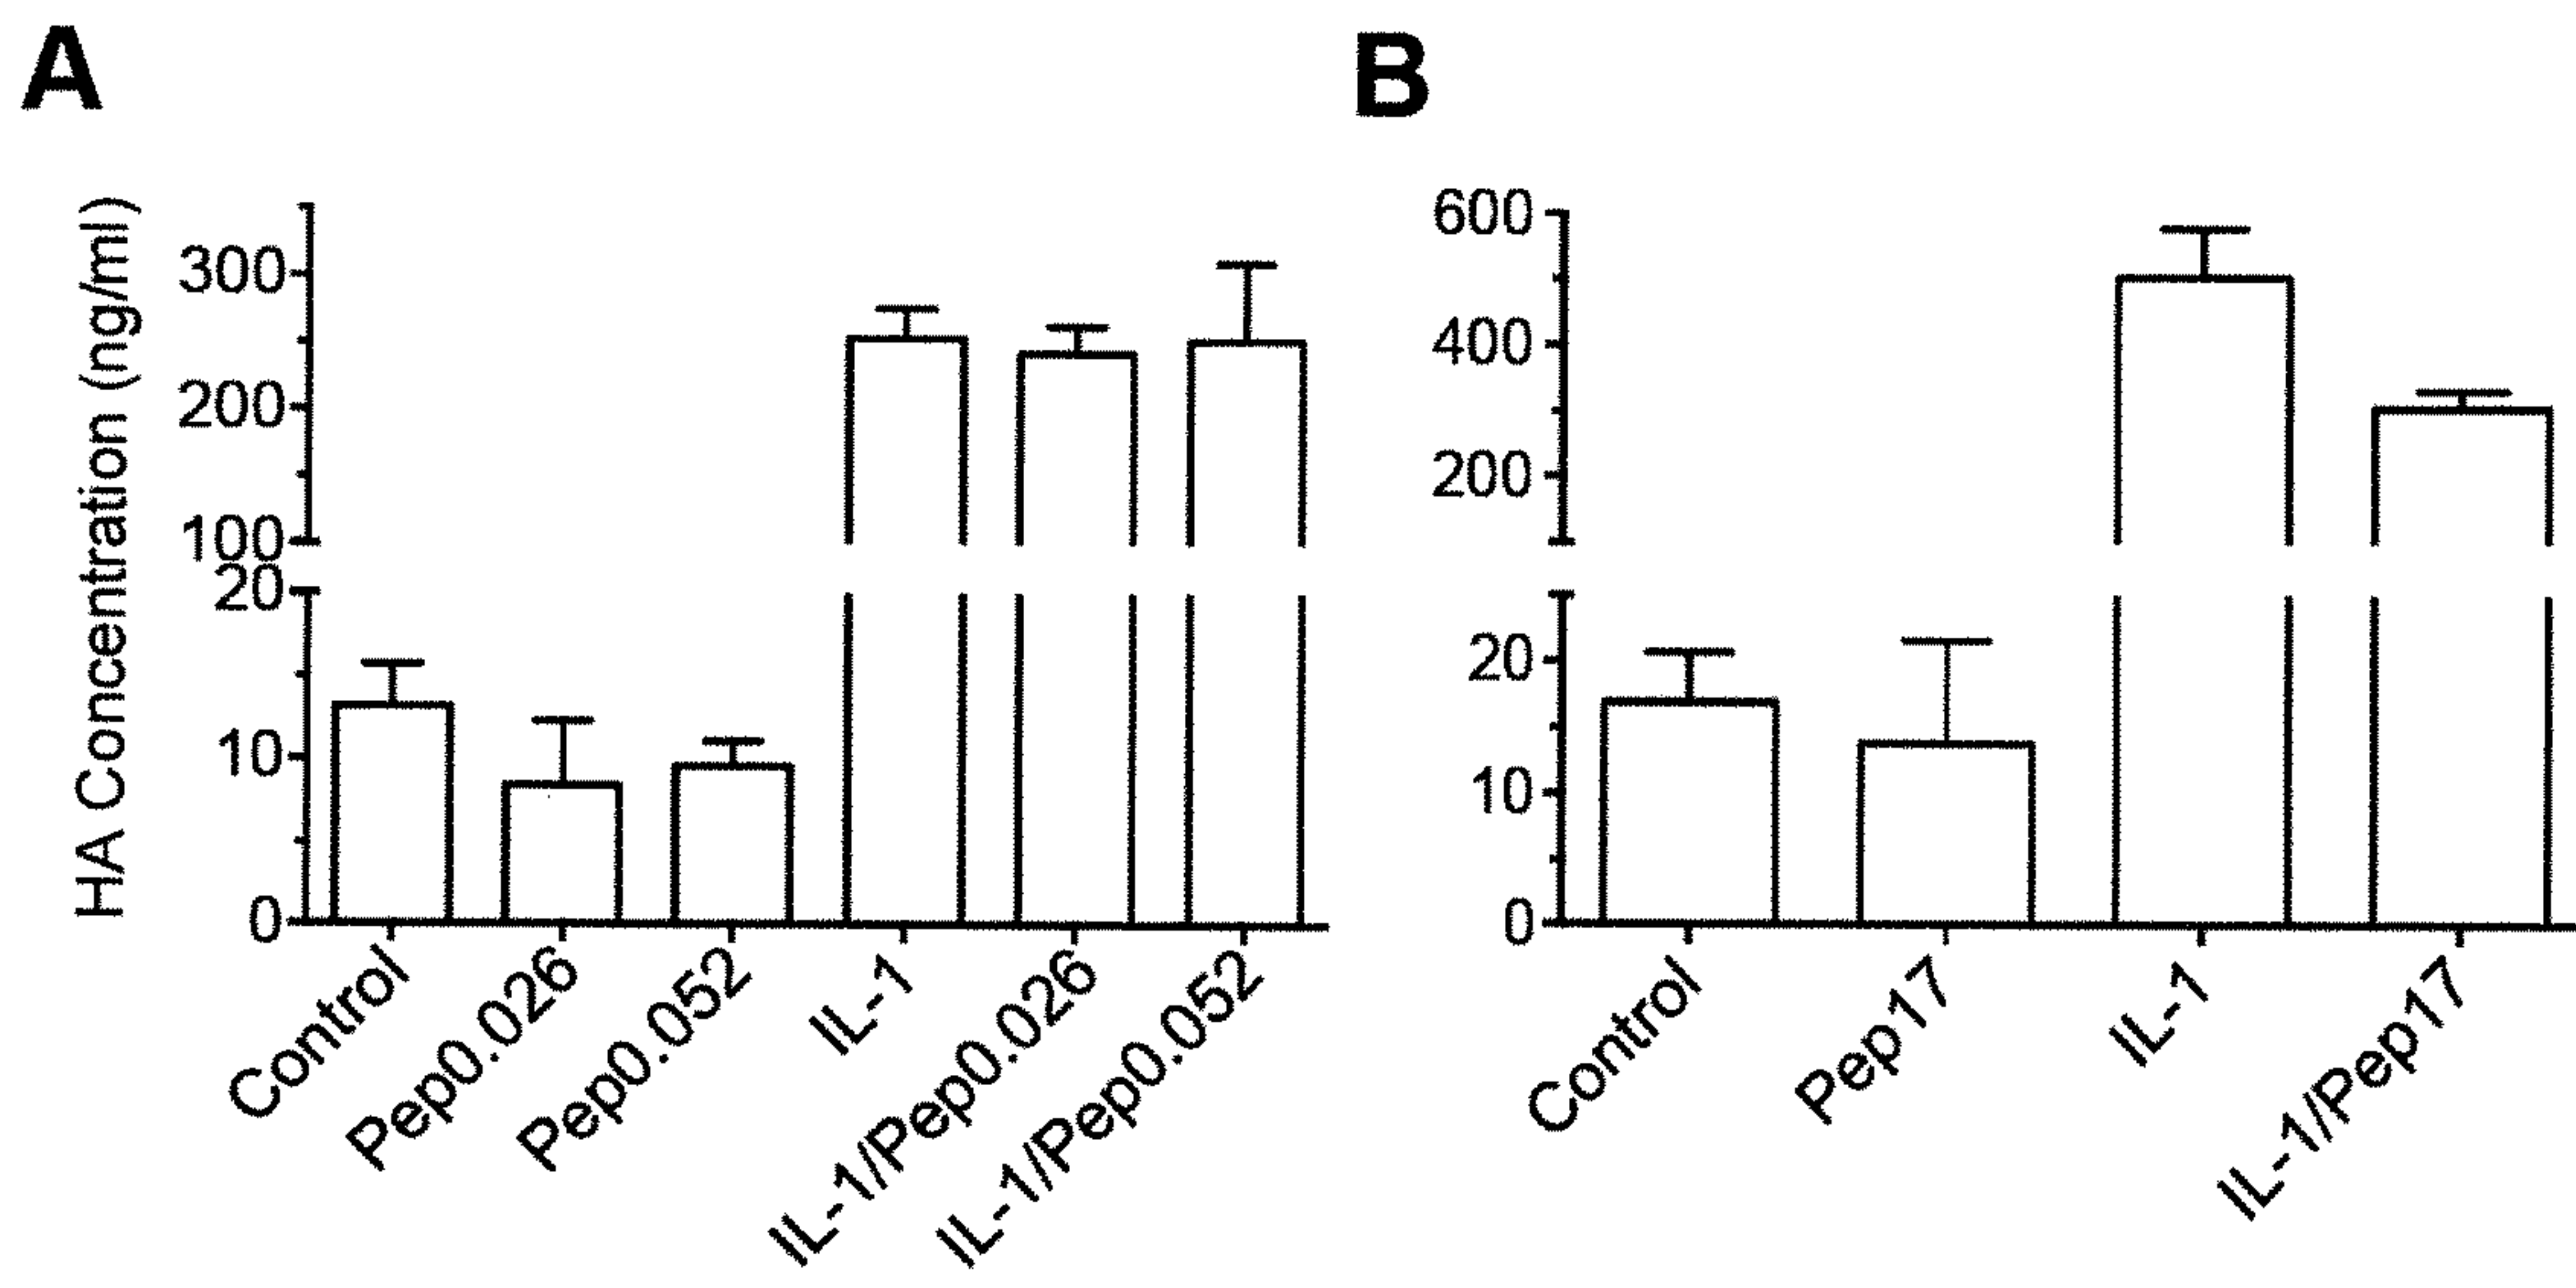 A
HA Concentration (ng/ml)
300
200
100
20
10
0
Control
Pep0.026
Pep0.052
IL-1
IL-1/Pep0.026
IL-1/Pep0.052
B
600
400
200
20
10
0
Control
Pep17
IL-1
IL-1/Pep17